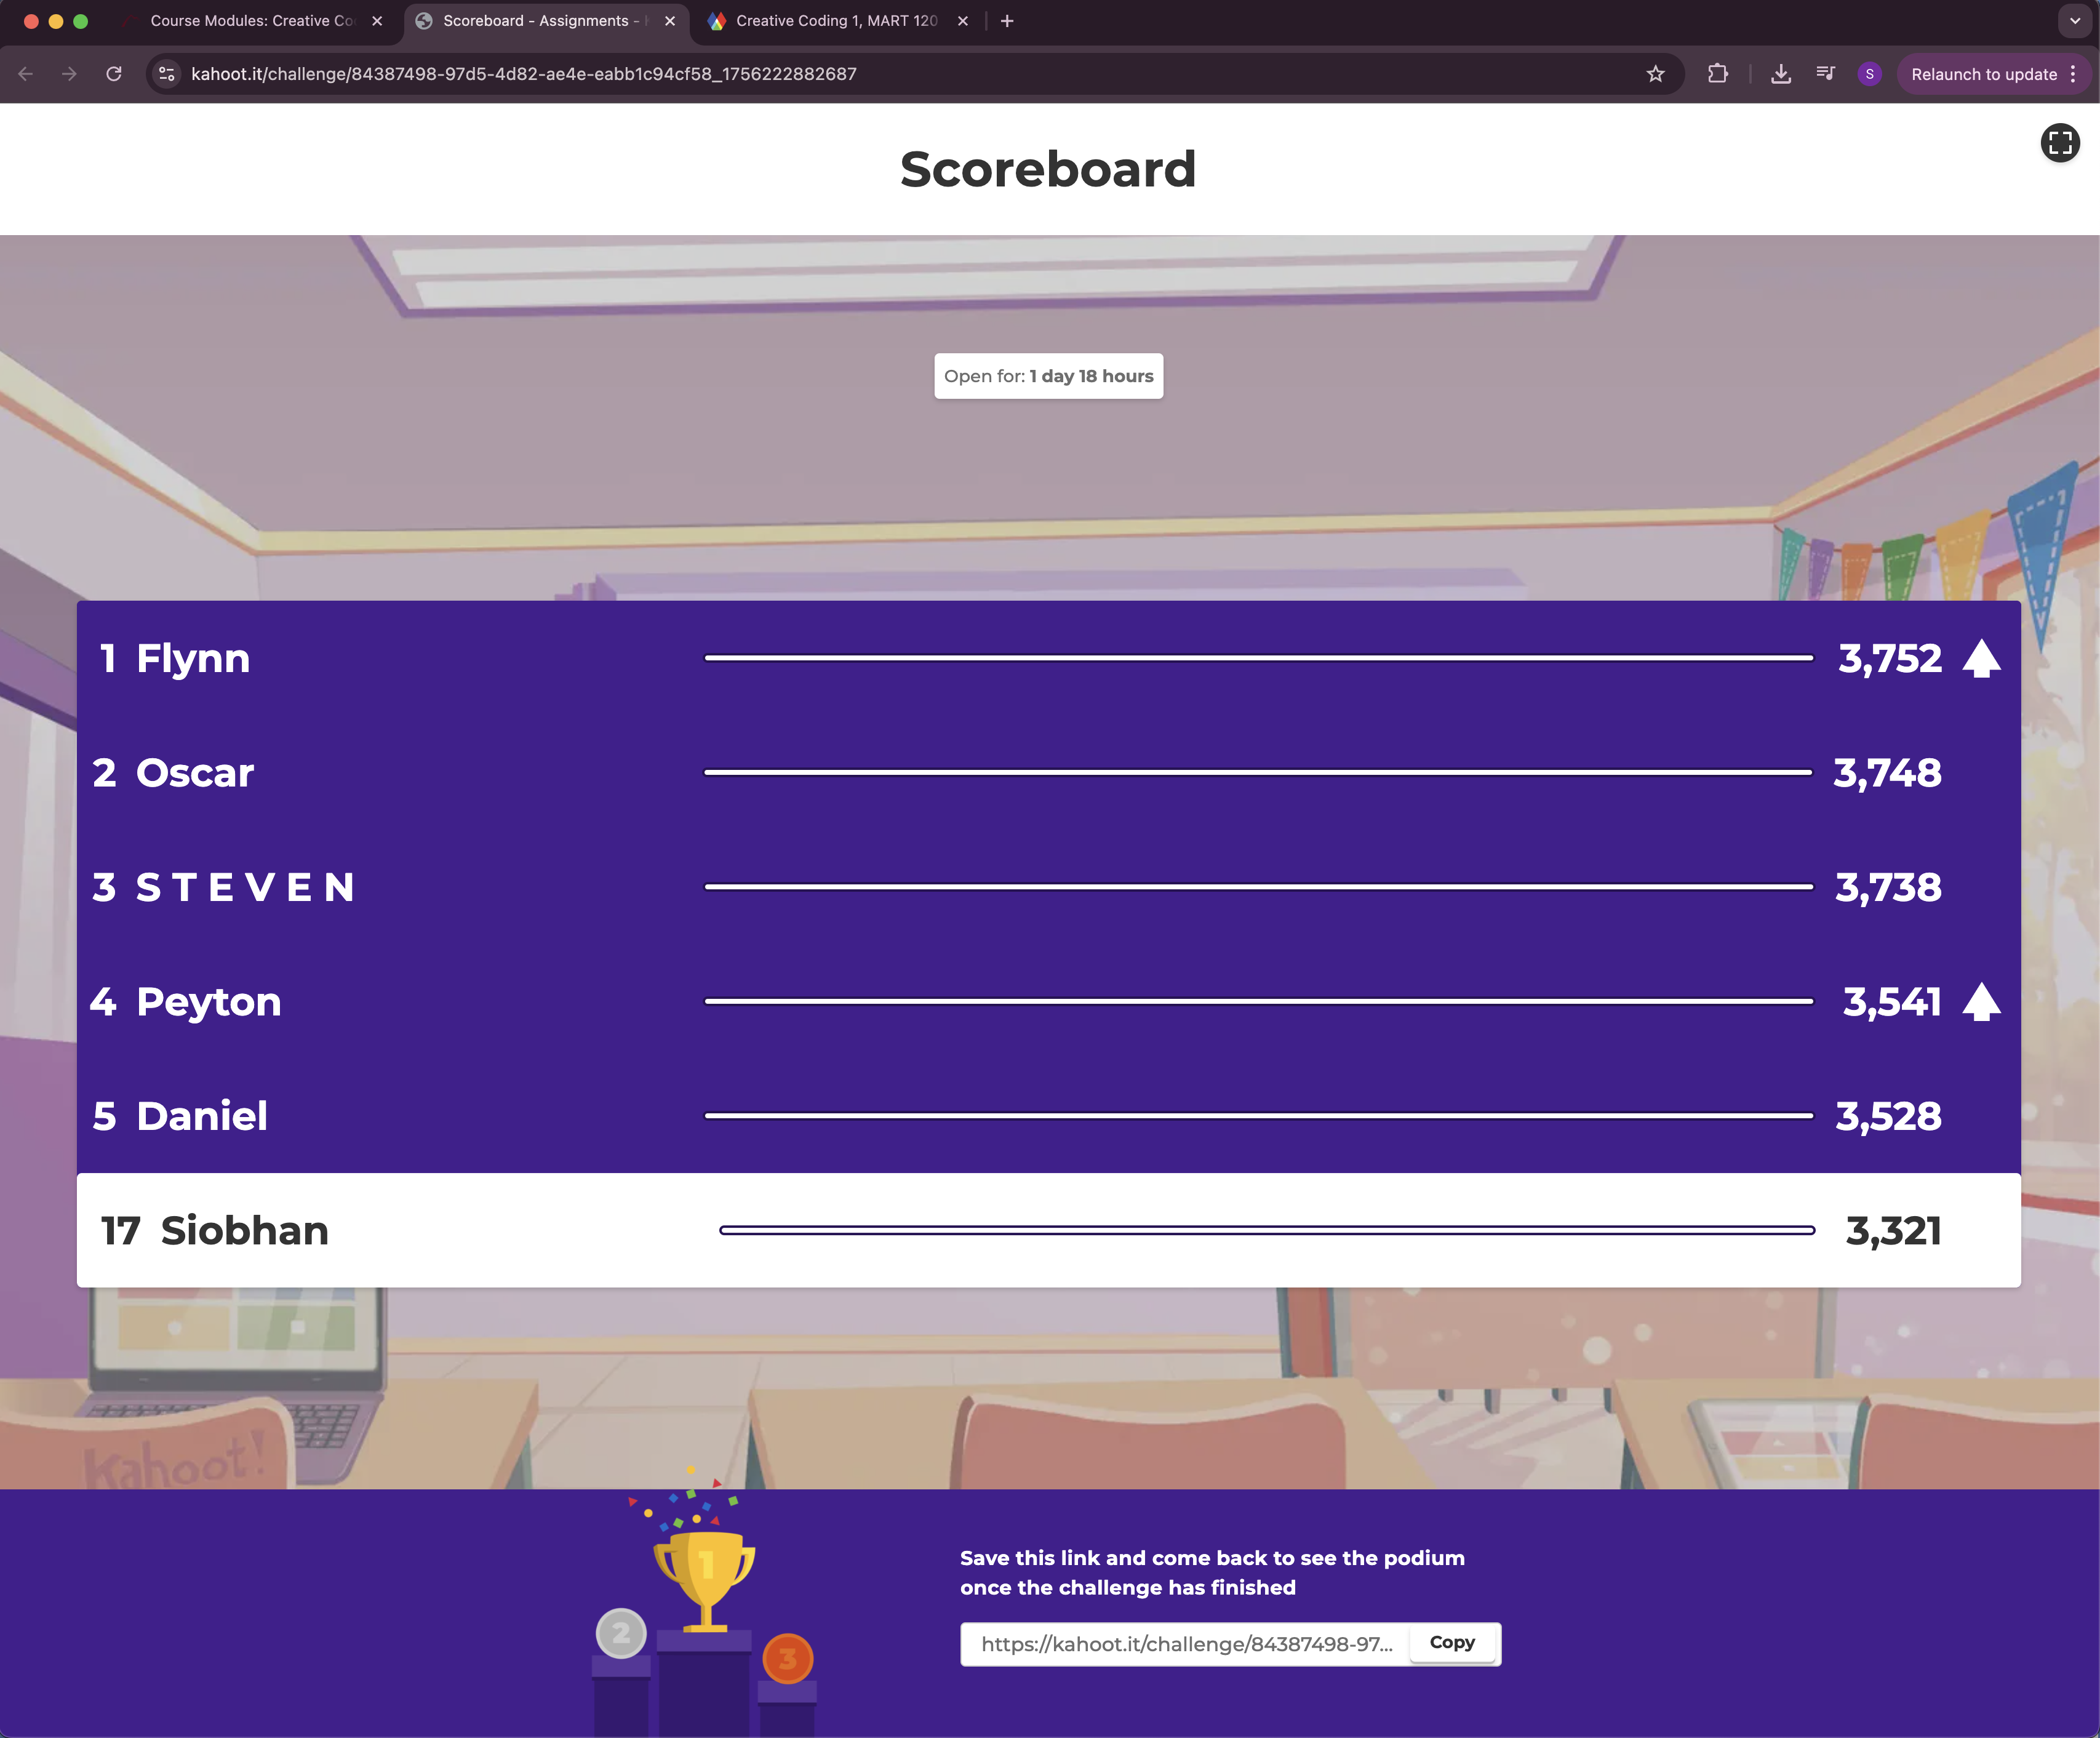 Course Modules: Creative Co
Scoreboard - Assignments -
Creative Coding 1, MART 120
kahoot.it/challenge/84387498-97d5-4d82-ae4e-eabb1c94cf58_1756222882687
S
Relaunch to update
Scoreboard
Open for: 1 day 18 hours
1 Flynn 3,752
2 Oscar 3,748
3 S T E V E N 3,738
4 Peyton 3,541
5 Daniel 3,528
17 Siobhan 3,321
Kahoot!
1
2
3
Save this link and come back to see the podium
once the challenge has finished
https://kahoot.it/challenge/84387498-97... Copy